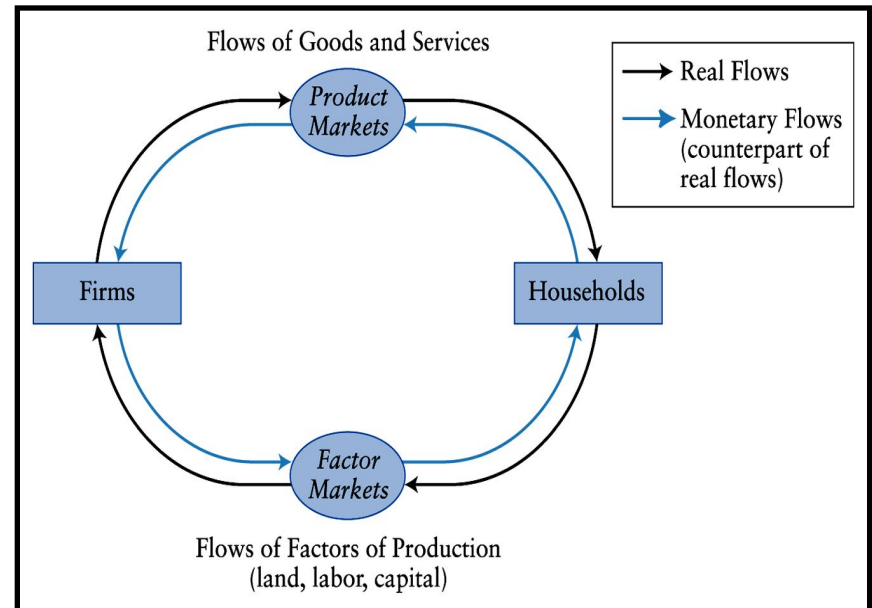 Flows of Goods and Services
Product
Markets
Real Flows
Monetary Flows
(counterpart of
real flows)
Firms
Households
Factor
Markets
Flows of Factors of Production
(land, labor, capital)